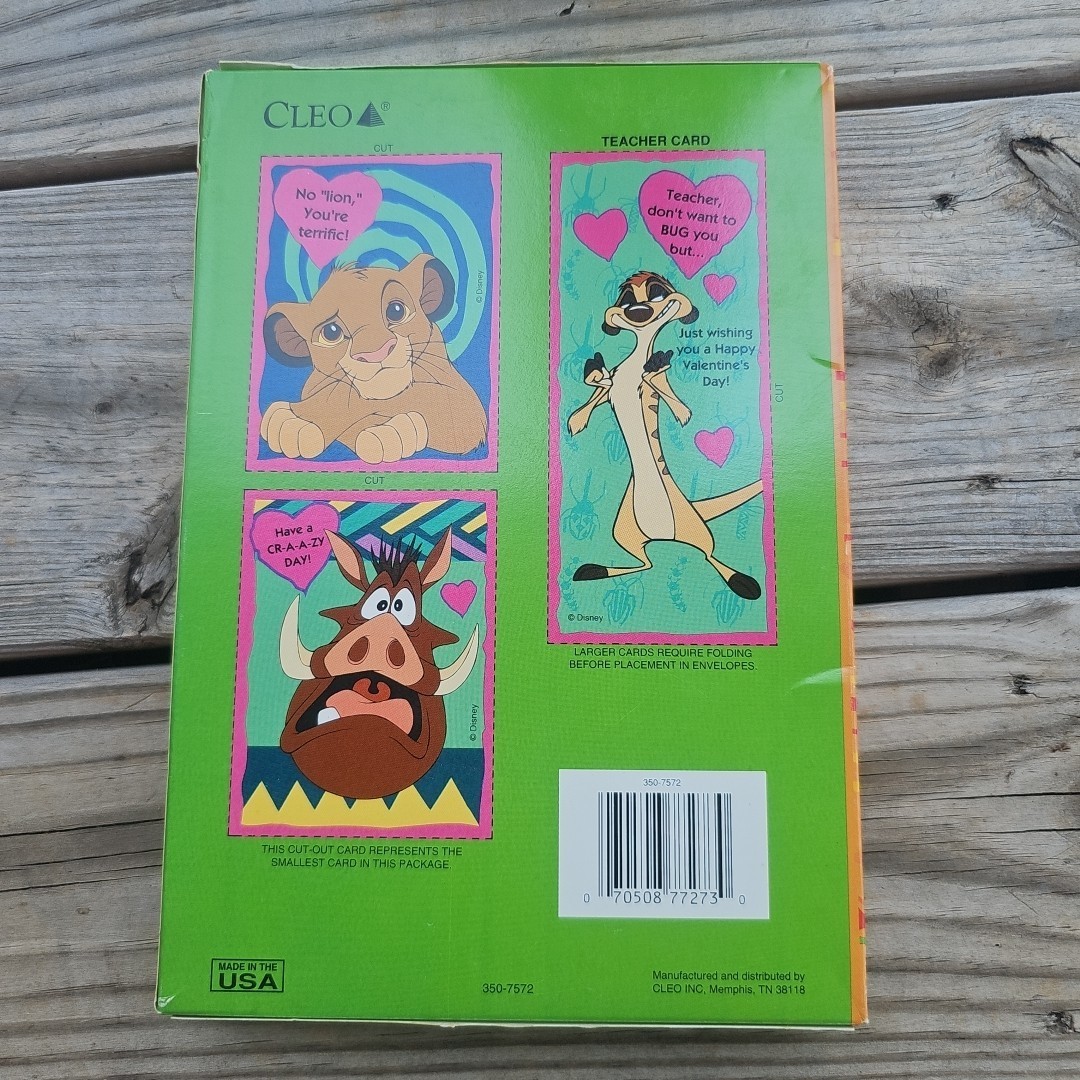 CLEO ®
CUT
No "lion,"
You're
terrific!
© Disney
CUT
Have a
CR-A-A-ZY
DAY!
© Disney
THIS CUT-OUT CARD REPRESENTS THE
SMALLEST CARD IN THIS PACKAGE.
TEACHER CARD
Teacher,
don't want to
BUG you
but...
Just wishing
you a Happy
Valentine's
Day!
CUT
© Disney
LARGER CARDS REQUIRE FOLDING
BEFORE PLACEMENT IN ENVELOPES.
350-7572
0 70508 77273 0
MADE IN THE
USA
350-7572
Manufactured and distributed by
CLEO INC, Memphis, TN 38118